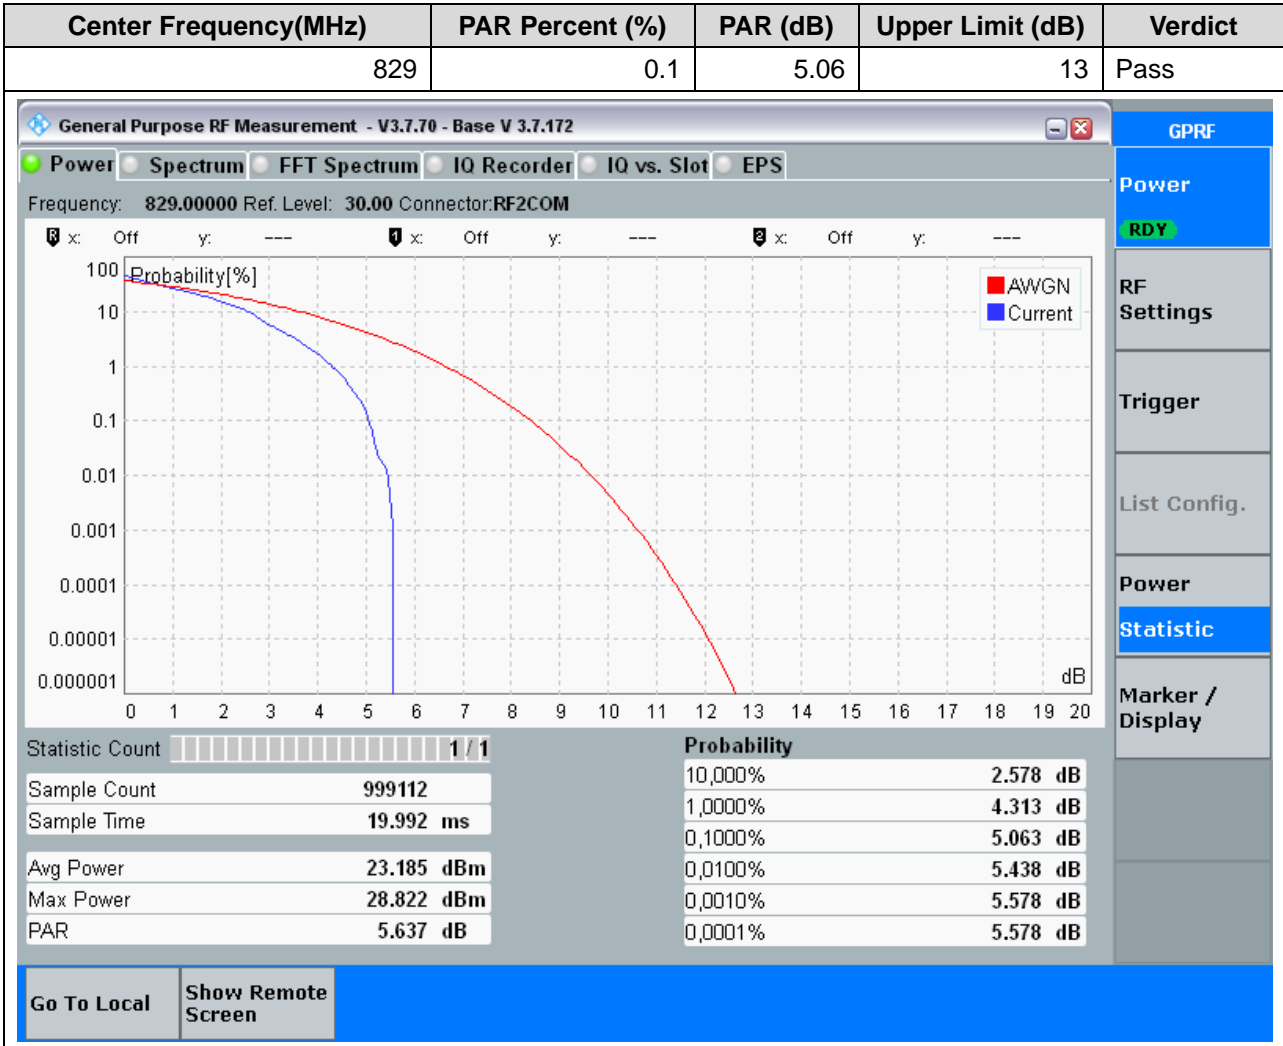 Center Frequency(MHz) PAR Percent (%) PAR (dB) Upper Limit (dB) Verdict
829 0.1 5.06 13 Pass
General Purpose RF Measurement - V3.7.70 - Base V 3.7.172
GPRF
Power Spectrum FFT Spectrum IQ Recorder IQ vs. Slot EPS
Frequency: 829.00000 Ref. Level: 30.00 Connector:RF2COM
R x: Off y: --- 1 x: Off y: --- 2 x: Off y: ---
Power
RDY
RF
Settings
Trigger
List Config.
Power
Statistic
Marker /
Display
Probability[%]
AWGN
Current
100
10
1
0.1
0.01
0.001
0.0001
0.00001
0.000001
dB
0 1 2 3 4 5 6 7 8 9 10 11 12 13 14 15 16 17 18 19 20
Statistic Count 1 / 1
Sample Count 999112
Sample Time 19.992 ms
Avg Power 23.185 dBm
Max Power 28.822 dBm
PAR 5.637 dB
Probability
10,000% 2.578 dB
1,0000% 4.313 dB
0,1000% 5.063 dB
0,0100% 5.438 dB
0,0010% 5.578 dB
0,0001% 5.578 dB
Go To Local
Show Remote
Screen